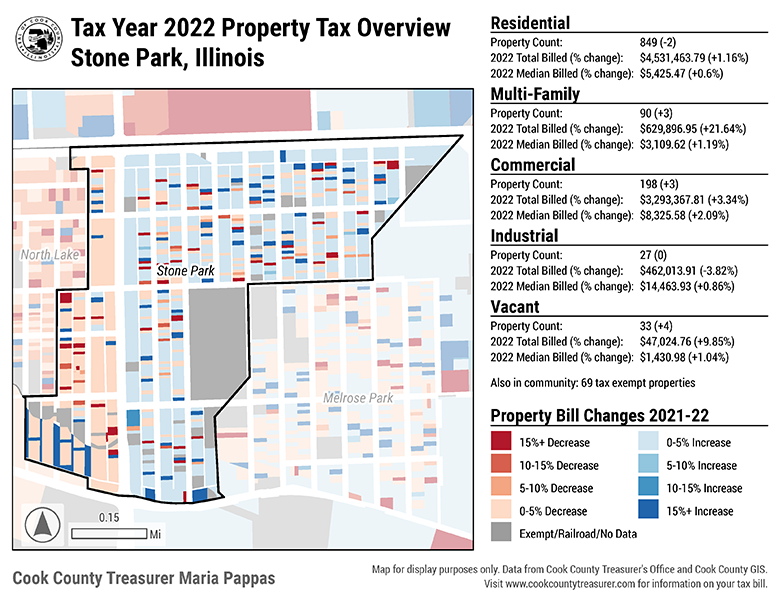 Tax Year 2022 Property Tax Overview
Stone Park, Illinois
North Lake
Stone Park
Melrose Park
0.15
Mi
Residential
Property Count: 849 (-2)
2022 Total Billed (% change): $4,531,463.79 (+1.16%)
2022 Median Billed (% change): $5,425.47 (+0.6%)
Multi-Family
Property Count: 90 (+3)
2022 Total Billed (% change): $629,896.95 (+21.64%)
2022 Median Billed (% change): $3,109.62 (+1.19%)
Commercial
Property Count: 198 (+3)
2022 Total Billed (% change): $3,293,367.81 (+3.34%)
2022 Median Billed (% change): $8,325.58 (+2.09%)
Industrial
Property Count: 27 (0)
2022 Total Billed (% change): $462,013.91 (-3.82%)
2022 Median Billed (% change): $14,463.93 (+0.86%)
Vacant
Property Count: 33 (+4)
2022 Total Billed (% change): $47,024.76 (+9.85%)
2022 Median Billed (% change): $1,430.98 (+1.04%)
Also in community: 69 tax exempt properties
Property Bill Changes 2021-22
15%+ Decrease
10-15% Decrease
5-10% Decrease
0-5% Decrease
Exempt/Railroad/No Data
0-5% Increase
5-10% Increase
10-15% Increase
15%+ Increase
Cook County Treasurer Maria Pappas
Map for display purposes only. Data from Cook County Treasurer's Office and Cook County GIS.
Visit www.cookcountytreasurer.com for information on your tax bill.